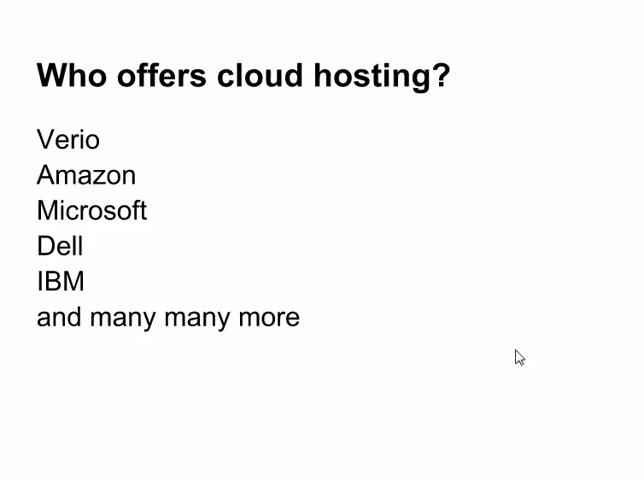 Who offers cloud hosting?
Verio
Amazon
Microsoft
Dell
IBM
and many many more